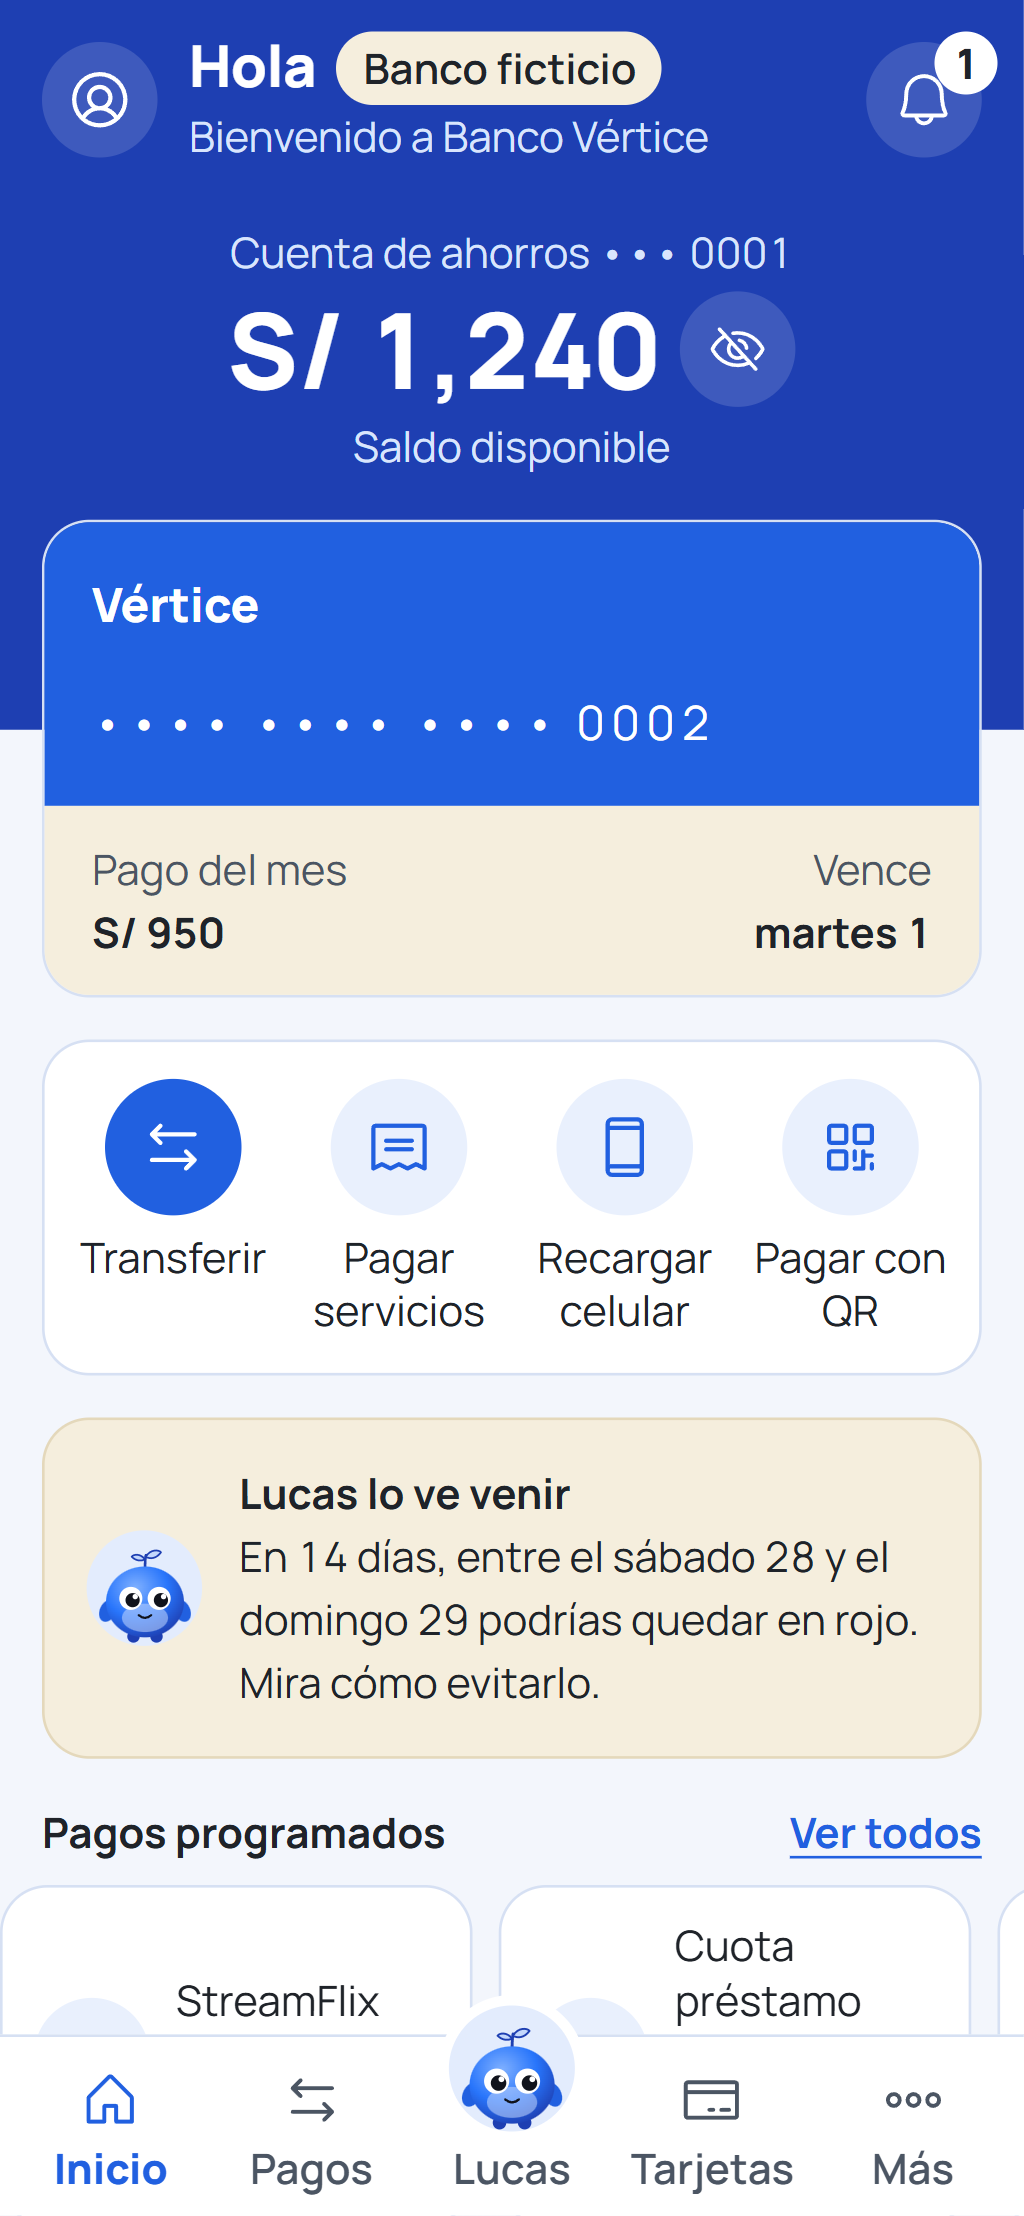 Hola Banco ficticio
Bienvenido a Banco Vértice
1
Cuenta de ahorros • • • 0001
S/ 1,240
Saldo disponible
Vértice
• • • • • • • • • • • • 0002
Pago del mes Vence
S/ 950 martes 1
Transferir
Pagar
servicios
Recargar
celular
Pagar con
QR
Lucas lo ve venir
En 14 días, entre el sábado 28 y el
domingo 29 podrías quedar en rojo.
Mira cómo evitarlo.
Pagos programados Ver todos
StreamFlix
Cuota
préstamo
Inicio Pagos Lucas Tarjetas Más